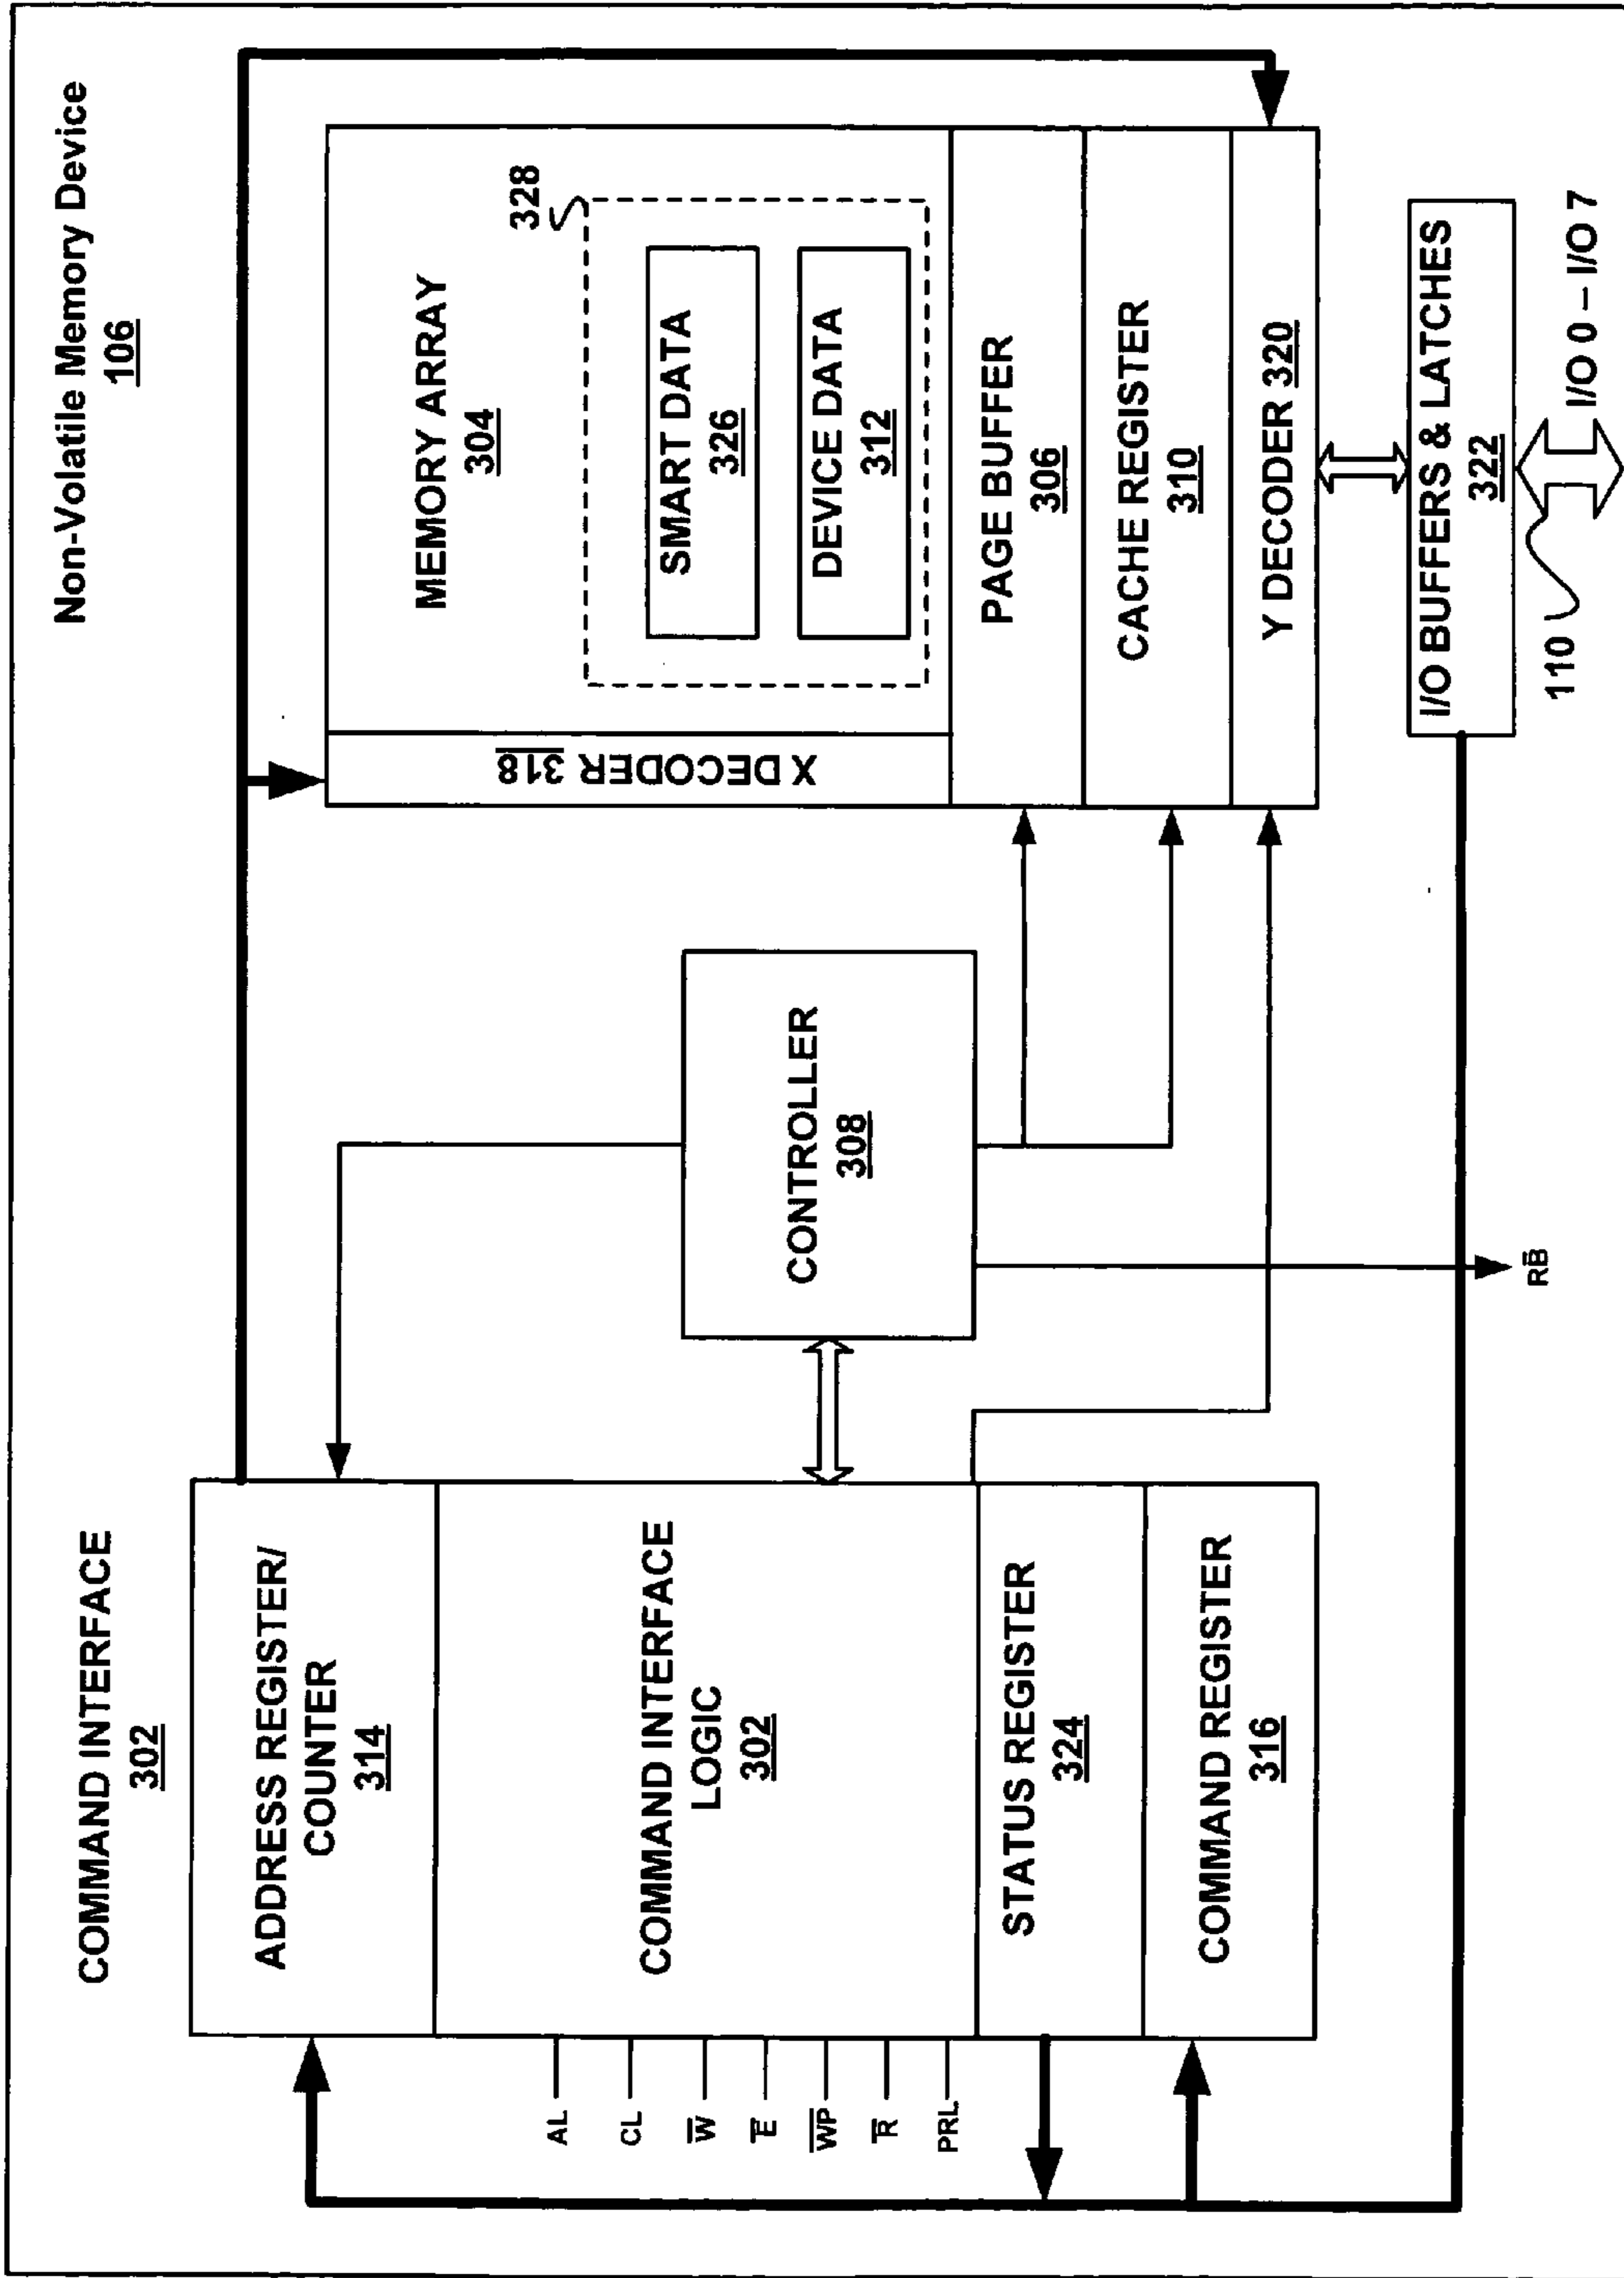 Non-Volatile Memory Device
106
COMMAND INTERFACE
302
ADDRESS REGISTER/
COUNTER
314
COMMAND INTERFACE
LOGIC
302
STATUS REGISTER
324
COMMAND REGISTER
316
AL
CL
W̅
E̅
W̅P̅
R̅
PRL
CONTROLLER
308
RB̅
MEMORY ARRAY
304
328
SMART DATA
326
DEVICE DATA
312
X DECODER 318
PAGE BUFFER
306
CACHE REGISTER
310
Y DECODER 320
I/O BUFFERS & LATCHES
322
110
I/O 0 – I/O 7